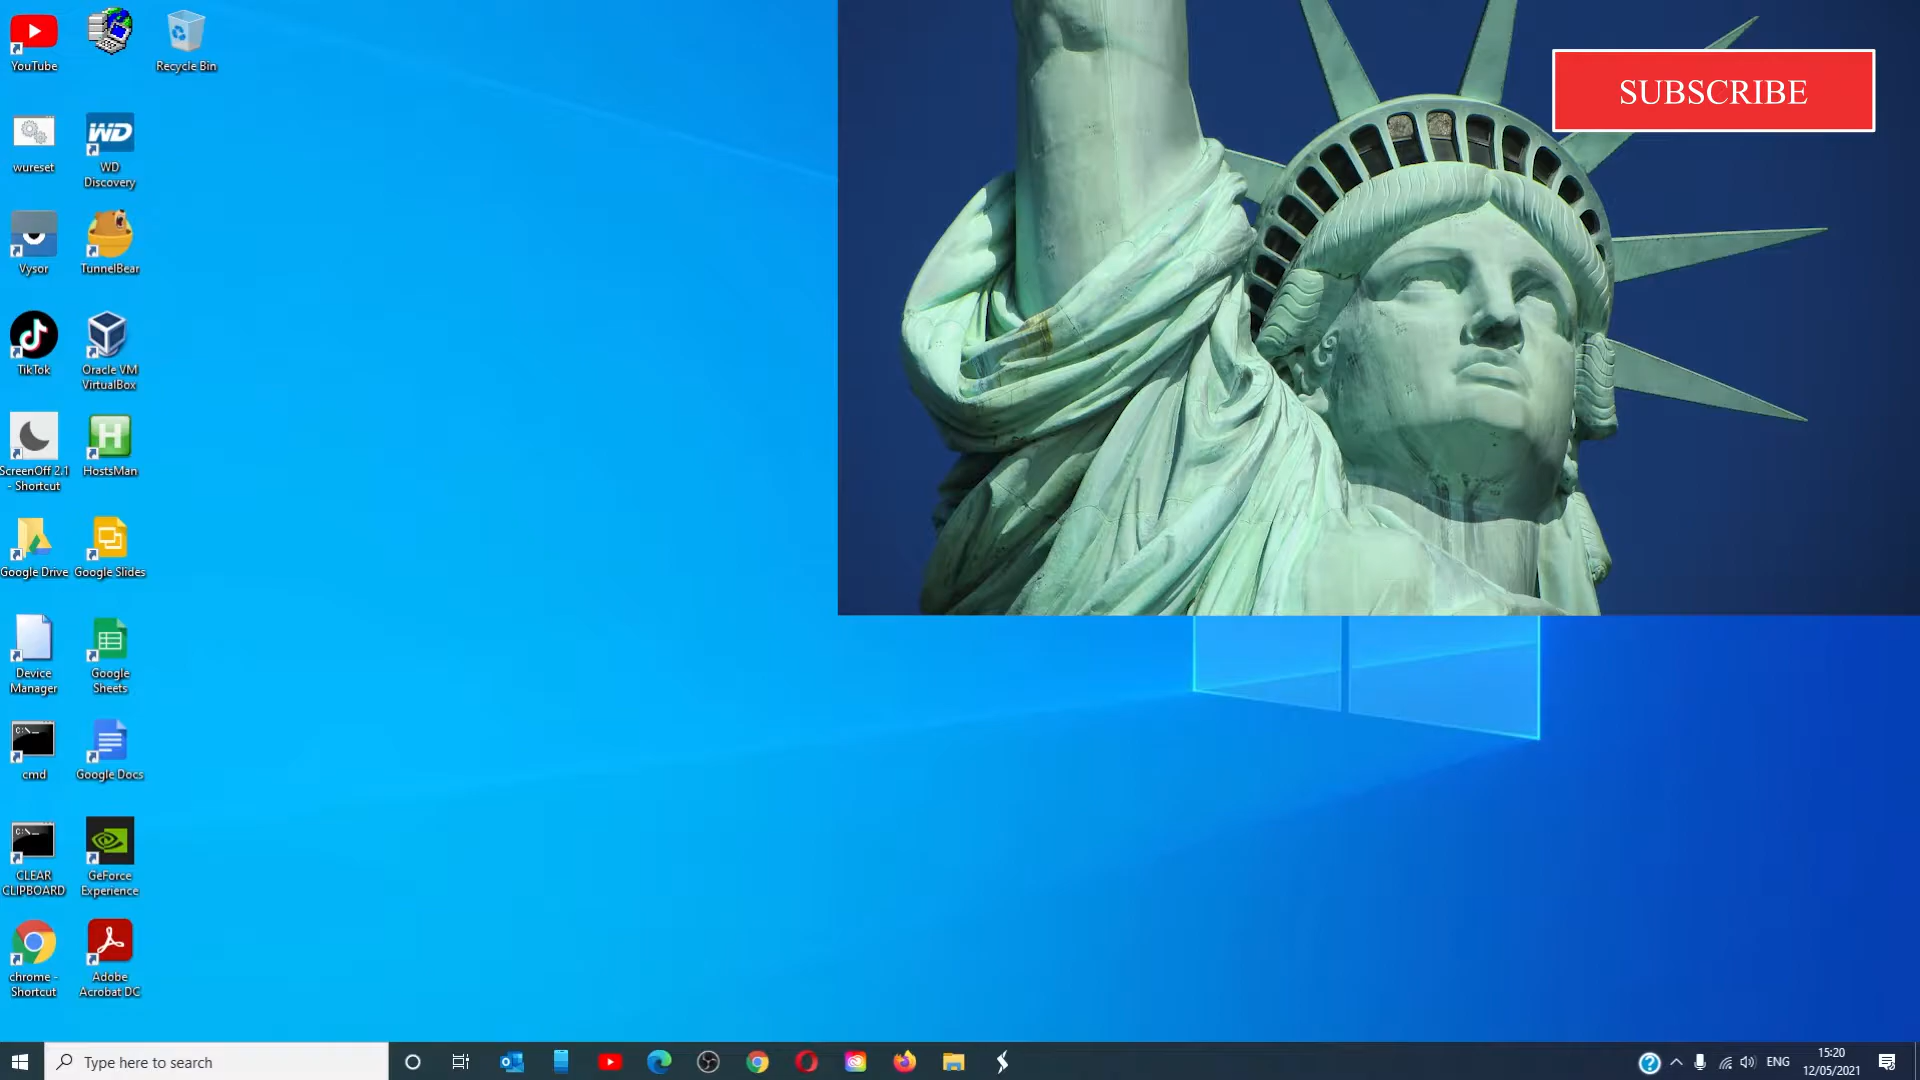 SUBSCRIBE
YouTube
Recycle Bin
wureset
WD
WD
Discovery
Vysor
TunnelBear
TikTok
Oracle VM
VirtualBox
ScreenOff 2.1
- Shortcut
H
HostsMan
Google Drive
Google Slides
Device
Manager
Google
Sheets
C:\._
cmd
Google Docs
C:\._
CLEAR
CLIPBOARD
GeForce
Experience
chrome -
Shortcut
Adobe
Acrobat DC
Type here to search
ENG
15:20
12/05/2021